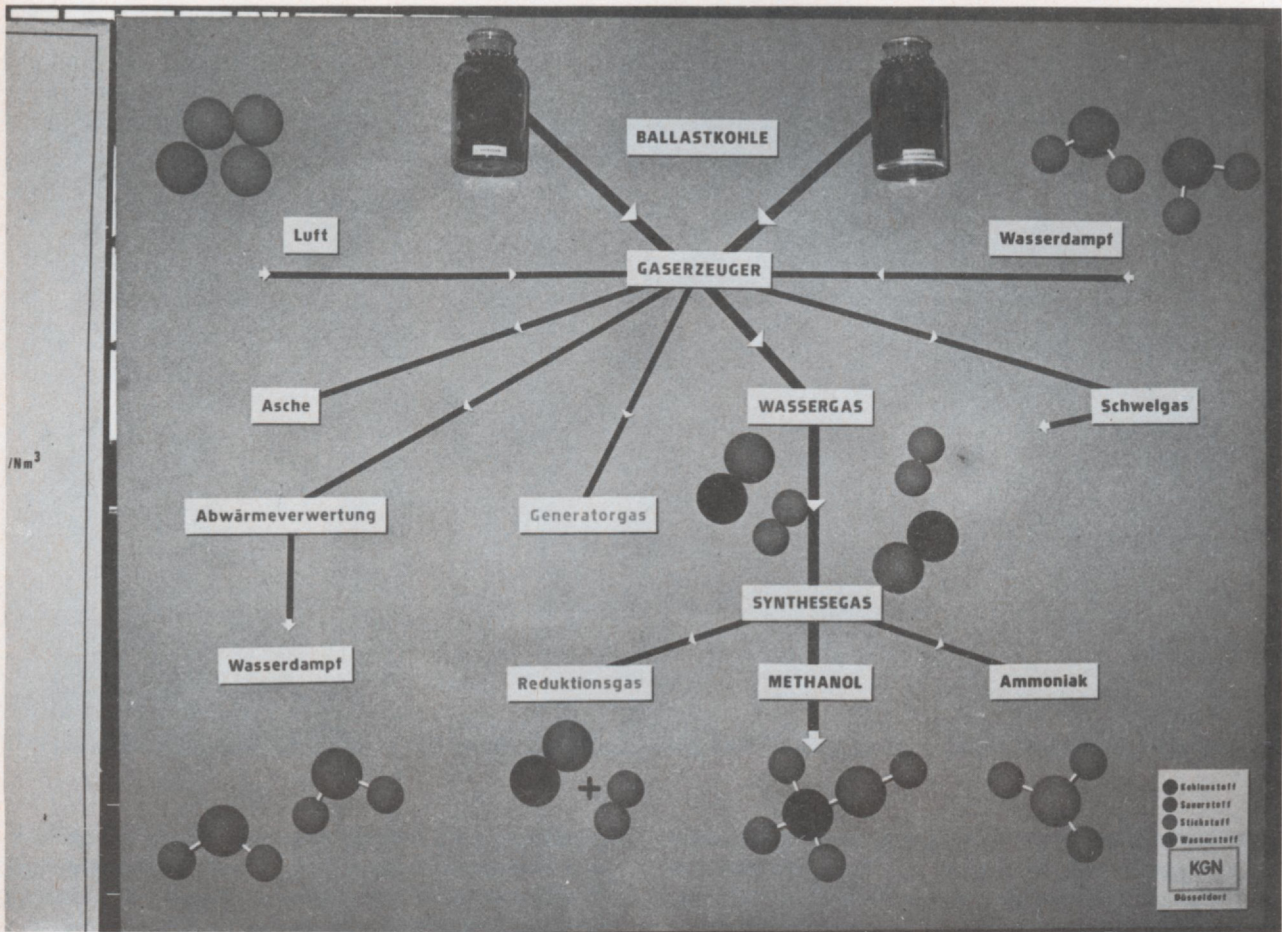 BALLASTKOHLE
Luft
Wasserdampf
GASERZEUGER
Asche
WASSERGAS
Schwelgas
/Nm³
Abwärmeverwertung
Generatorgas
SYNTHESEGAS
Wasserdampf
Reduktionsgas
METHANOL
Ammoniak
+
Kohlenstoff
Sauerstoff
Stickstoff
Wasserstoff
KGN
Düsseldorf